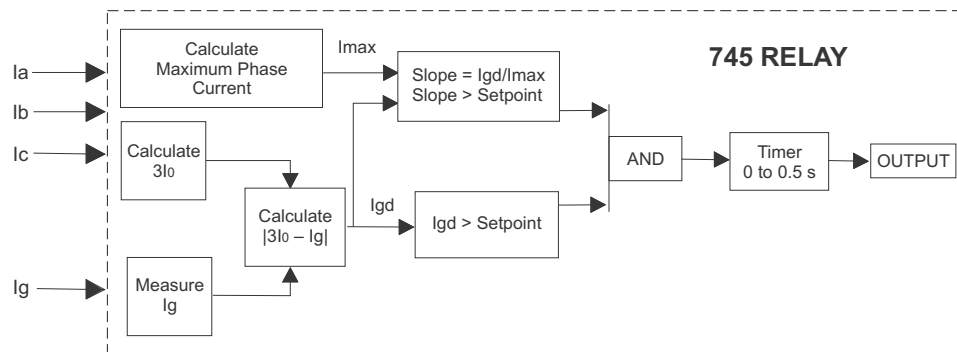 745 RELAY
Ia
Ib
Ic
Ig
Calculate
Maximum Phase
Current
Imax
Slope = Igd/Imax
Slope > Setpoint
Calculate
3I0
Calculate
|3I0 – Ig|
Measure
Ig
Igd
Igd > Setpoint
AND
Timer
0 to 0.5 s
OUTPUT